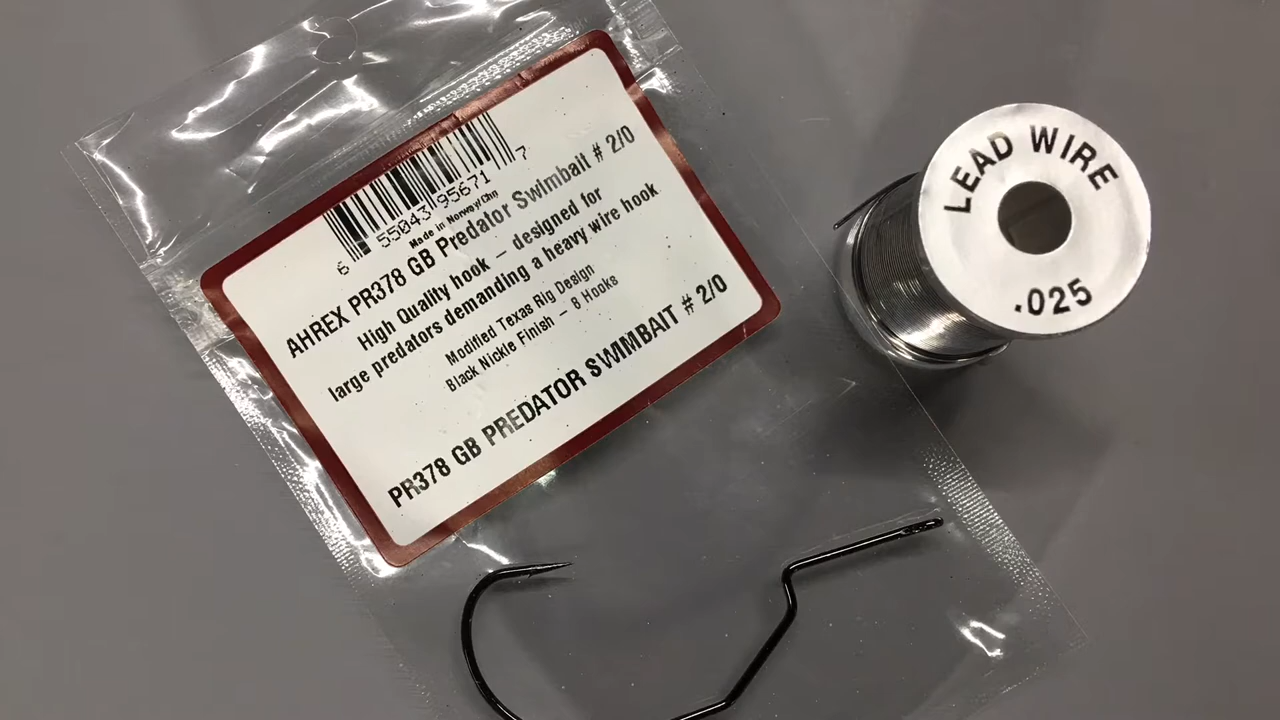 6 55043 95671 7
Made in Norway/Chn
AHREX PR378 GB Predator Swimbait # 2/0
High Quality hook – designed for
large predators demanding a heavy wire hook
Modified Texas Rig Design
Black Nickle Finish – 8 Hooks
PR378 GB PREDATOR SWIMBAIT # 2/0
LEAD WIRE
.025